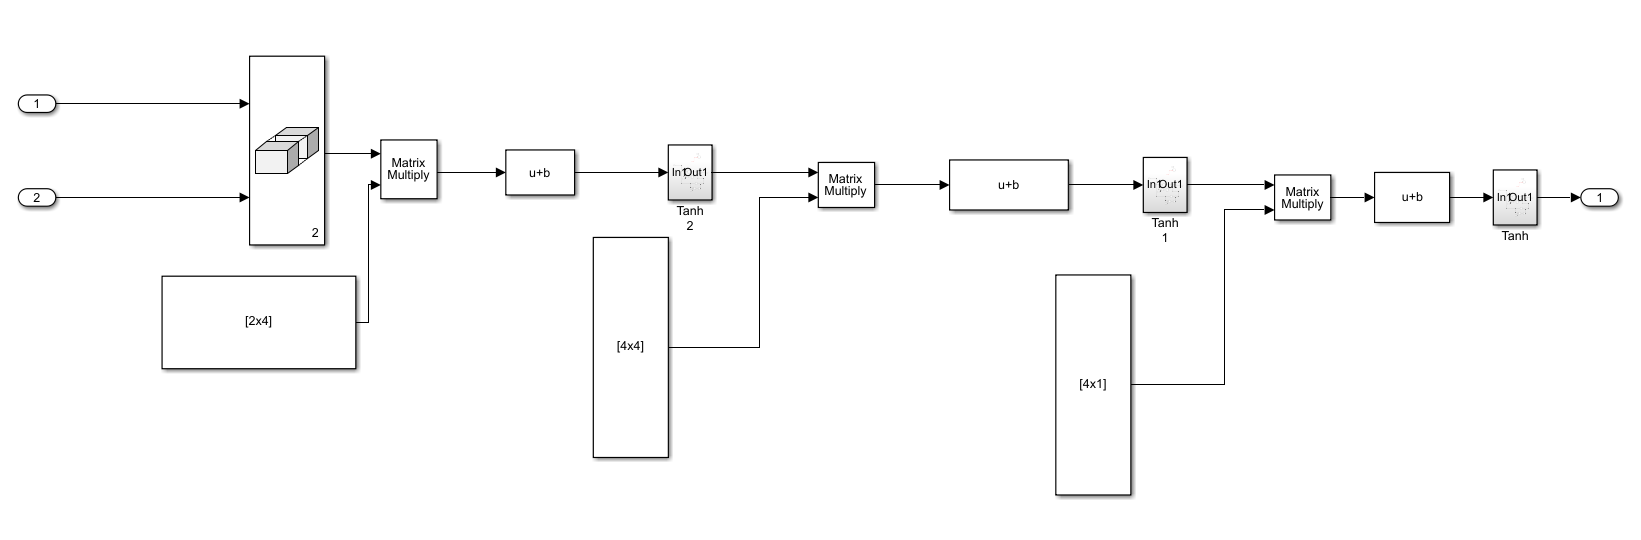 1
2
2
[2x4]
Matrix
Multiply
u+b
In1
Out1
Tanh
2
[4x4]
Matrix
Multiply
u+b
In1
Out1
Tanh
1
[4x1]
Matrix
Multiply
u+b
In1
Out1
Tanh
1